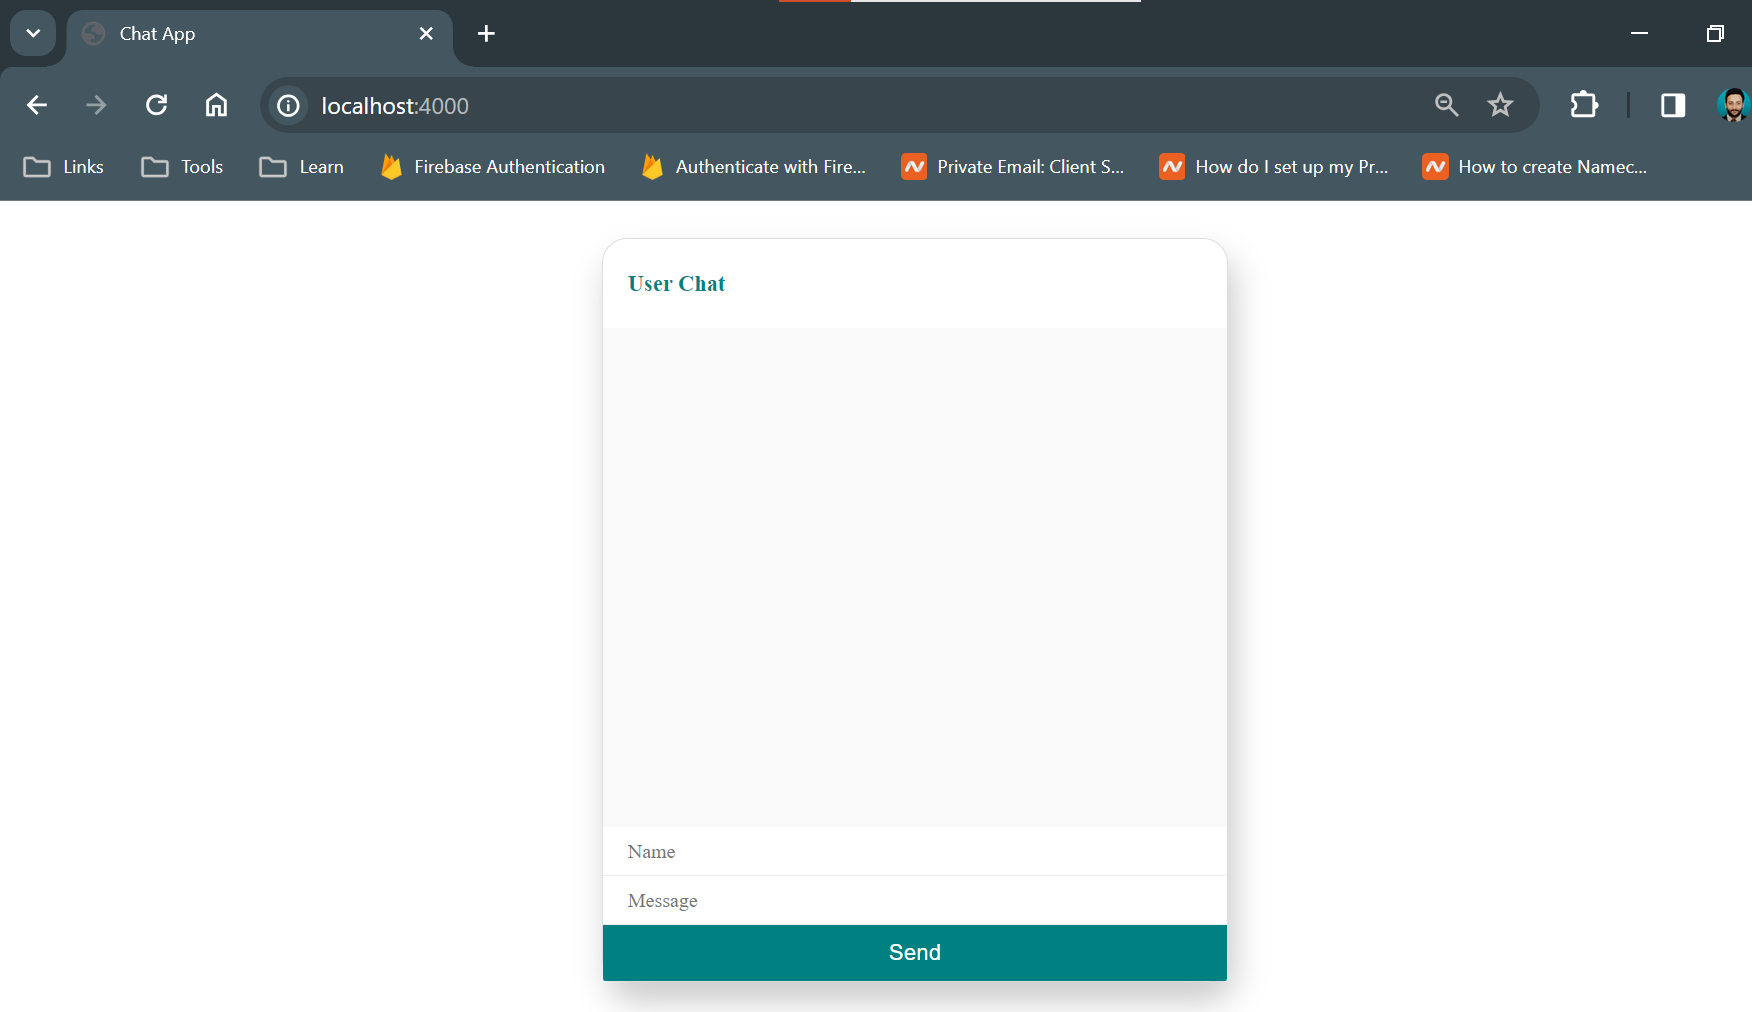 Chat App
localhost:4000
Links
Tools
Learn
Firebase Authentication
Authenticate with Fire...
Private Email: Client S...
How do I set up my Pr...
How to create Namec...
User Chat
Name
Message
Send